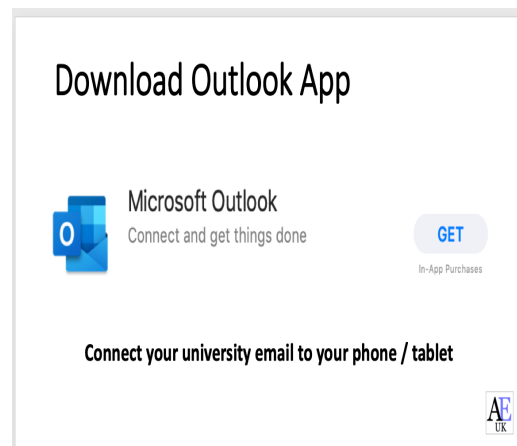 Download Outlook App
Microsoft Outlook
Connect and get things done
GET
In-App Purchases
Connect your university email to your phone / tablet
AE
UK